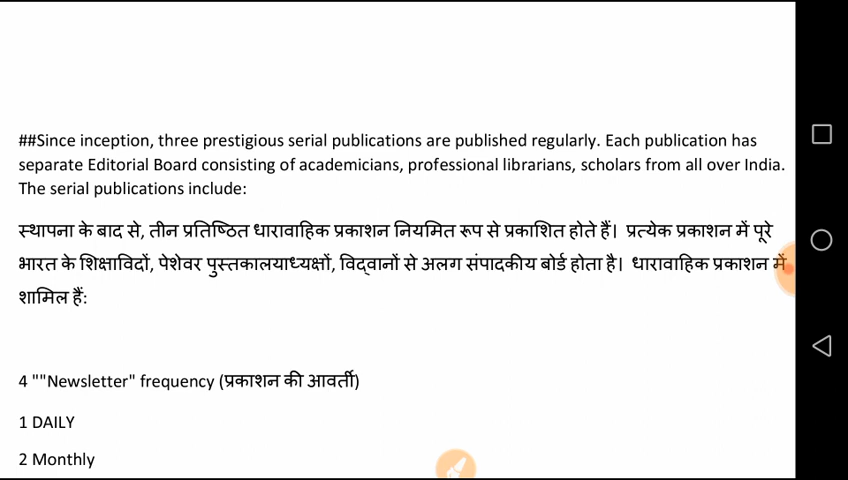 ##Since inception, three prestigious serial publications are published regularly. Each publication has
separate Editorial Board consisting of academicians, professional librarians, scholars from all over India.
The serial publications include:
स्थापना के बाद से, तीन प्रतिष्ठित धारावाहिक प्रकाशन नियमित रूप से प्रकाशित होते हैं। प्रत्येक प्रकाशन में पूरे
भारत के शिक्षाविदों, पेशेवर पुस्तकालयाध्यक्षों, विद्वानों से अलग संपादकीय बोर्ड होता है। धारावाहिक प्रकाशन में
शामिल हैं:
4 ""Newsletter" frequency (प्रकाशन की आवर्ती)
1 DAILY
2 Monthly